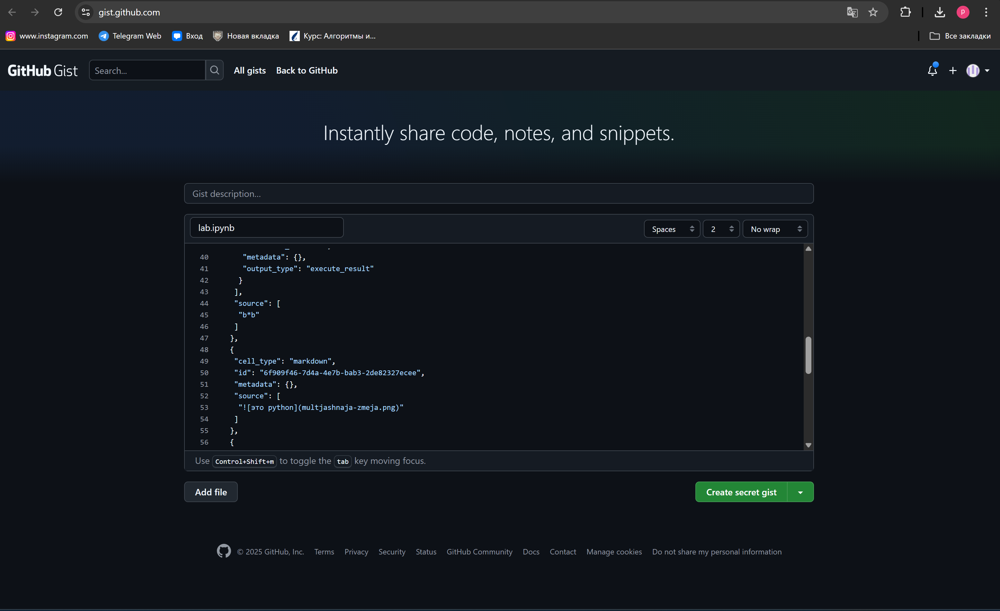 gist.github.com
P
www.instagram.com
Telegram Web
Вход
Новая вкладка
Курс: Алгоритмы и...
Все закладки
GitHub Gist
Search...
All gists
Back to GitHub
Instantly share code, notes, and snippets.
Gist description...
lab.ipynb
Spaces
2
No wrap
40 "metadata": {},
41 "output_type": "execute_result"
42 }
43 ],
44 "source": [
45 "b*b"
46 ]
47 },
48 {
49 "cell_type": "markdown",
50 "id": "6f909f46-7d4a-4e7b-bab3-2de82327ecee",
51 "metadata": {},
52 "source": [
53 "![это python](multjashnaja-zmeja.png)"
54 ]
55 },
56 {
Use Control+Shift+m to toggle the tab key moving focus.
Add file
Create secret gist
© 2025 GitHub, Inc.
Terms
Privacy
Security
Status
GitHub Community
Docs
Contact
Manage cookies
Do not share my personal information